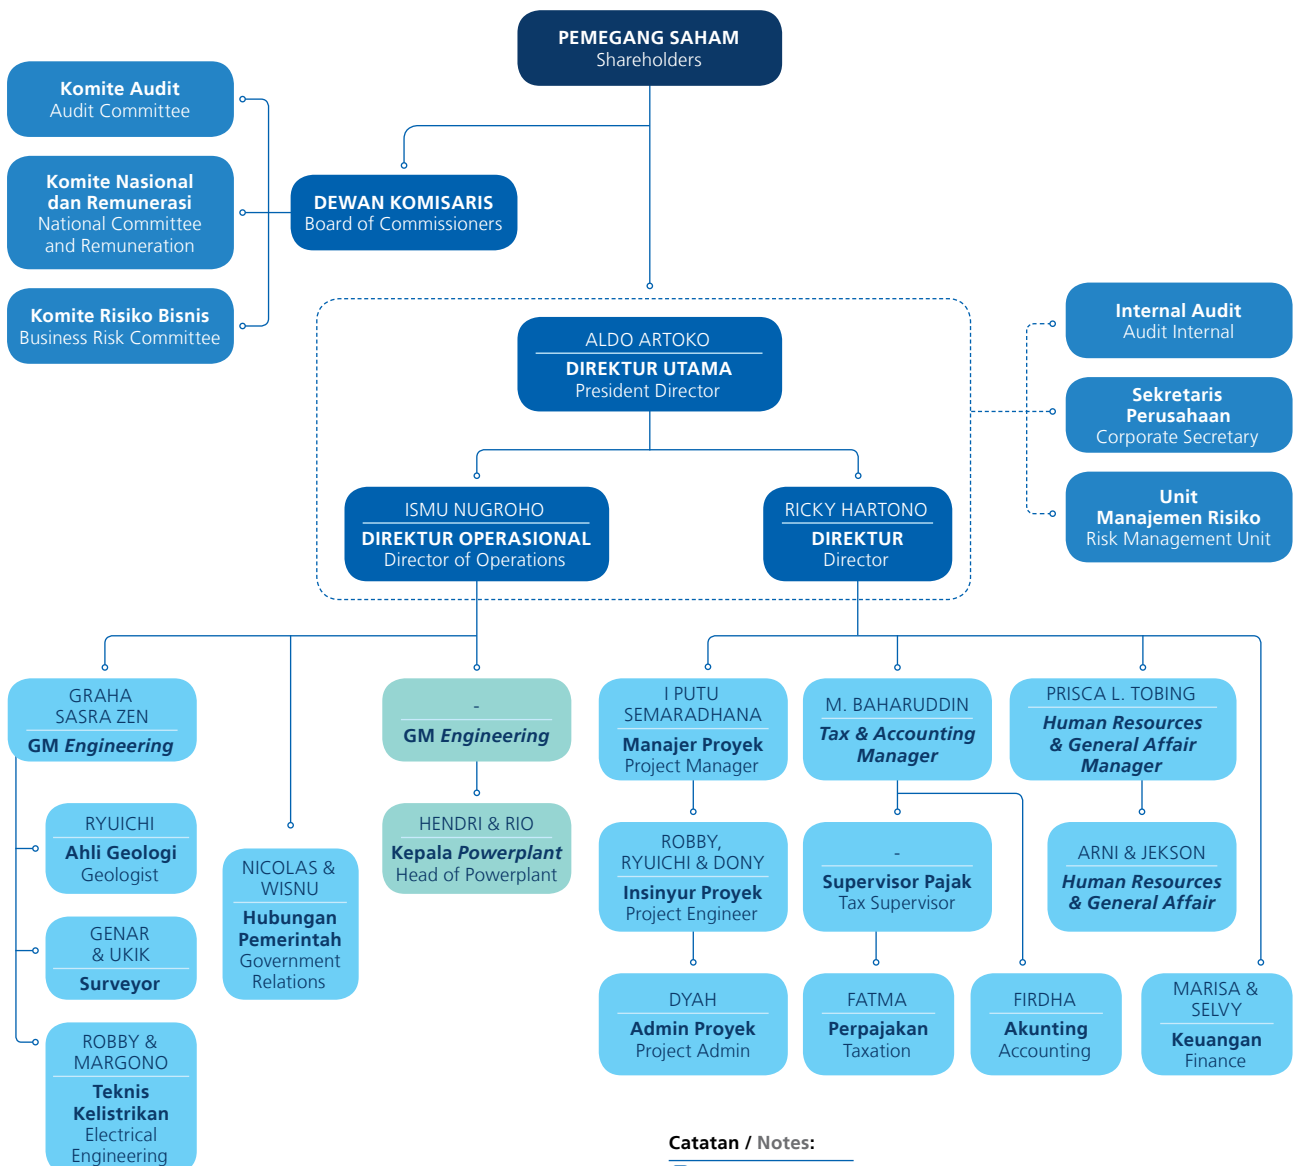 PEMEGANG SAHAM
Shareholders
Komite Audit
Audit Committee
Komite Nasional
dan Remunerasi
National Committee
and Remuneration
Komite Risiko Bisnis
Business Risk Committee
DEWAN KOMISARIS
Board of Commissioners
ALDO ARTOKO
DIREKTUR UTAMA
President Director
Internal Audit
Audit Internal
Sekretaris
Perusahaan
Corporate Secretary
Unit
Manajemen Risiko
Risk Management Unit
ISMU NUGROHO
DIREKTUR OPERASIONAL
Director of Operations
RICKY HARTONO
DIREKTUR
Director
GRAHA
SASRA ZEN
GM Engineering
RYUICHI
Ahli Geologi
Geologist
GENAR
& UKIK
Surveyor
ROBBY &
MARGONO
Teknis
Kelistrikan
Electrical
Engineering
NICOLAS &
WISNU
Hubungan
Pemerintah
Government
Relations
-
GM Engineering
HENDRI & RIO
Kepala Powerplant
Head of Powerplant
I PUTU
SEMARADHANA
Manajer Proyek
Project Manager
ROBBY,
RYUICHI & DONY
Insinyur Proyek
Project Engineer
DYAH
Admin Proyek
Project Admin
M. BAHARUDDIN
Tax & Accounting
Manager
-
Supervisor Pajak
Tax Supervisor
FATMA
Perpajakan
Taxation
FIRDHA
Akunting
Accounting
PRISCA L. TOBING
Human Resources
& General Affair
Manager
ARNI & JEKSON
Human Resources
& General Affair
MARISA &
SELVY
Keuangan
Finance
Catatan / Notes: